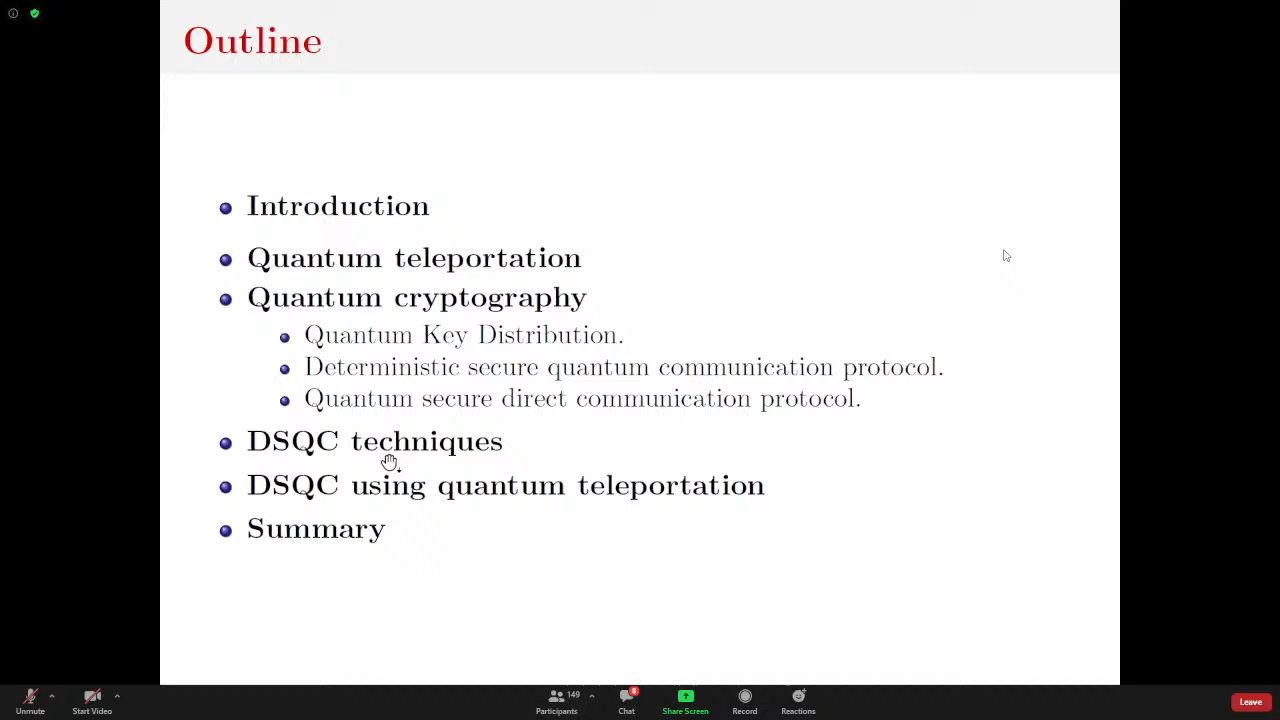 Outline
Introduction
Quantum teleportation
Quantum cryptography
Quantum Key Distribution.
Deterministic secure quantum communication protocol.
Quantum secure direct communication protocol.
DSQC techniques
DSQC using quantum teleportation
Summary
Unmute
Start Video
149
Participants
8
Chat
Share Screen
Record
Reactions
Leave